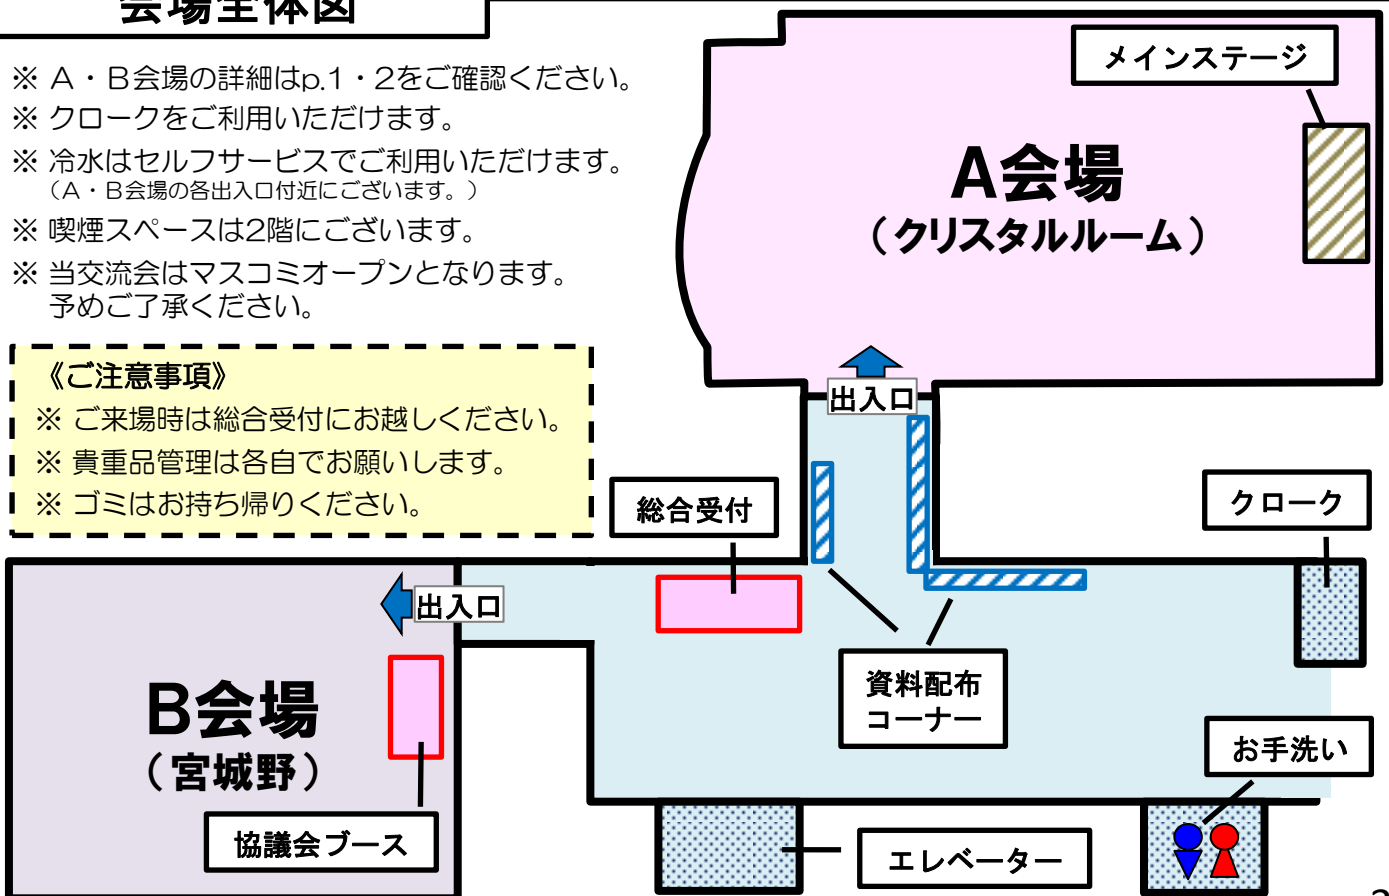 会場全体図
※ A・B会場の詳細はp.1・2をご確認ください。
※ クロークをご利用いただけます。
※ 冷水はセルフサービスでご利用いただけます。
（A・B会場の各出入口付近にございます。）
※ 喫煙スペースは2階にございます。
※ 当交流会はマスコミオープンとなります。
予めご了承ください。
《ご注意事項》
※ ご来場時は総合受付にお越しください。
※ 貴重品管理は各自でお願いします。
※ ゴミはお持ち帰りください。
メインステージ
A会場
（クリスタルルーム）
出入口
総合受付
クローク
出入口
B会場
（宮城野）
資料配布
コーナー
お手洗い
協議会ブース
エレベーター